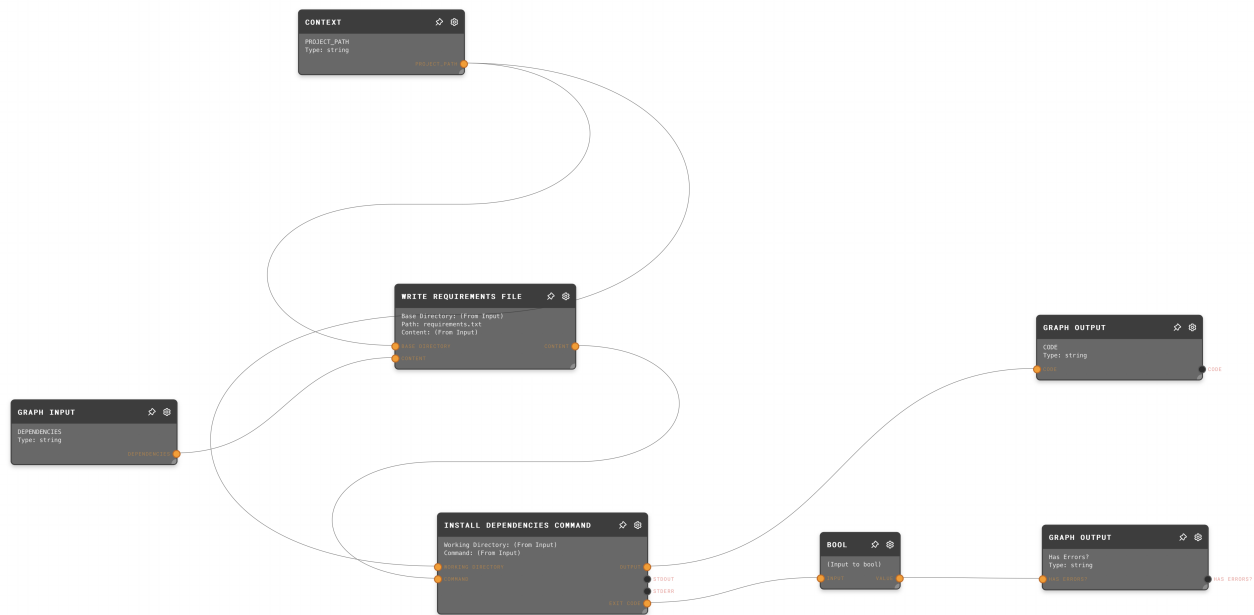 CONTEXT
PROJECT_PATH
Type: string
PROJECT_PATH
WRITE REQUIREMENTS FILE
Base Directory: (From Input)
Path: requirements.txt
Content: (From Input)
BASE DIRECTORY
CONTENT
CONTENT
GRAPH OUTPUT
CODE
Type: string
CODE
CODE
GRAPH INPUT
DEPENDENCIES
Type: string
DEPENDENCIES
INSTALL DEPENDENCIES COMMAND
Working Directory: (From Input)
Command: (From Input)
WORKING DIRECTORY
OUTPUT
COMMAND
STDOUT
STDERR
EXIT CODE
BOOL
(Input to bool)
INPUT
VALUE
GRAPH OUTPUT
Has Errors?
Type: string
HAS ERRORS?
HAS ERRORS?